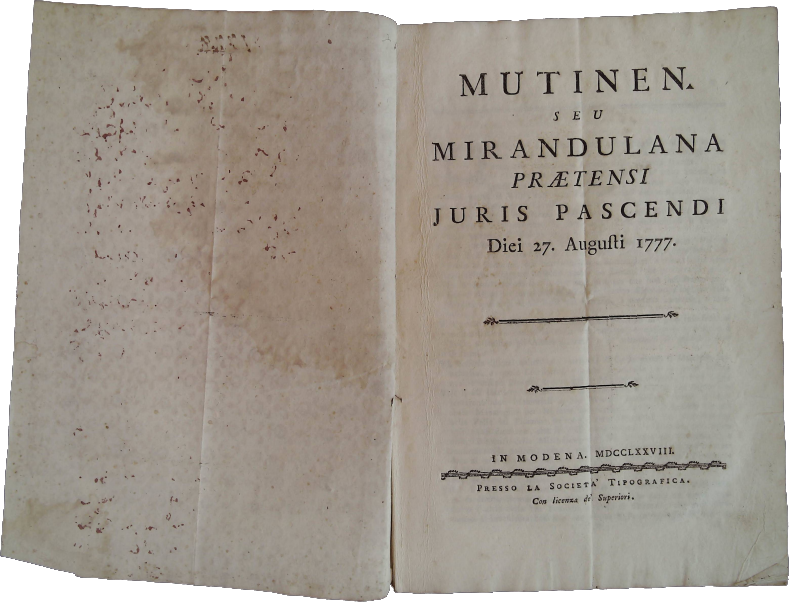 MUTINEN.
SEU
MIRANDULANA
PRÆTENSI
JURIS PASCENDI
Diei 27. Auguſti 1777.
IN MODENA. MDCCLXXVIII.
PRESSO LA SOCIETA' TIPOGRAFICA.
Con licenza de' Superiori.